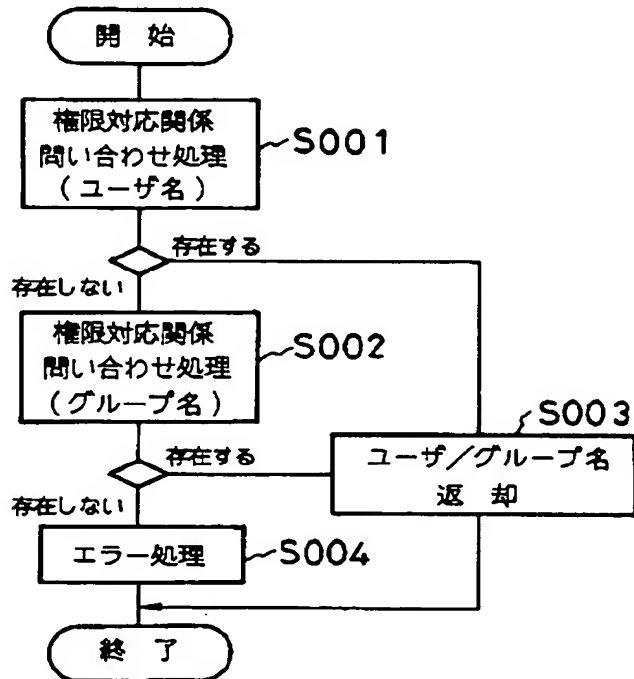 開始
権限対応関係
問い合わせ処理
(ユーザ名)
S001
存在する
存在しない
権限対応関係
問い合わせ処理
(グループ名)
S002
存在する
存在しない
S003
ユーザ/グループ名
返却
エラー処理
S004
終了